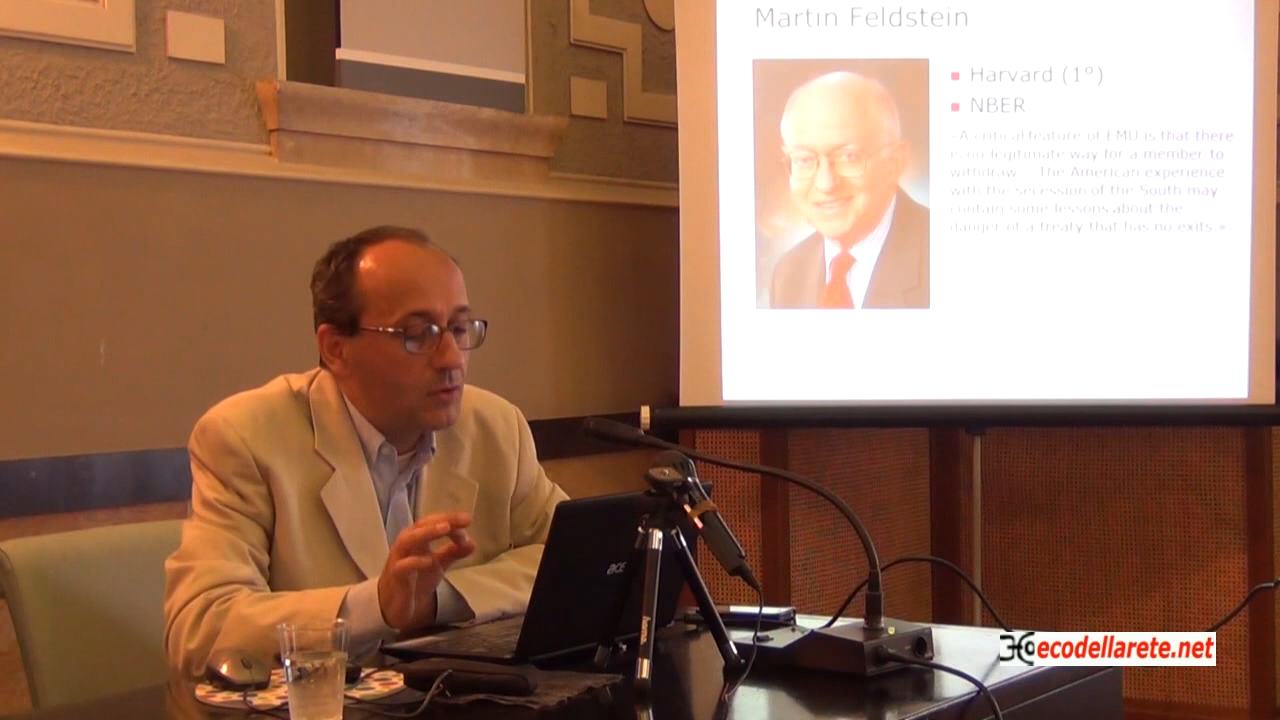 Martin Feldstein
Harvard (1°)
NBER
«A critical feature of EMU is that there
is no legitimate way for a member to
withdraw... The American experience
with the secession of the South may
contain some lessons about the
danger of a treaty that has no exits.»
acer
ecodellarete.net